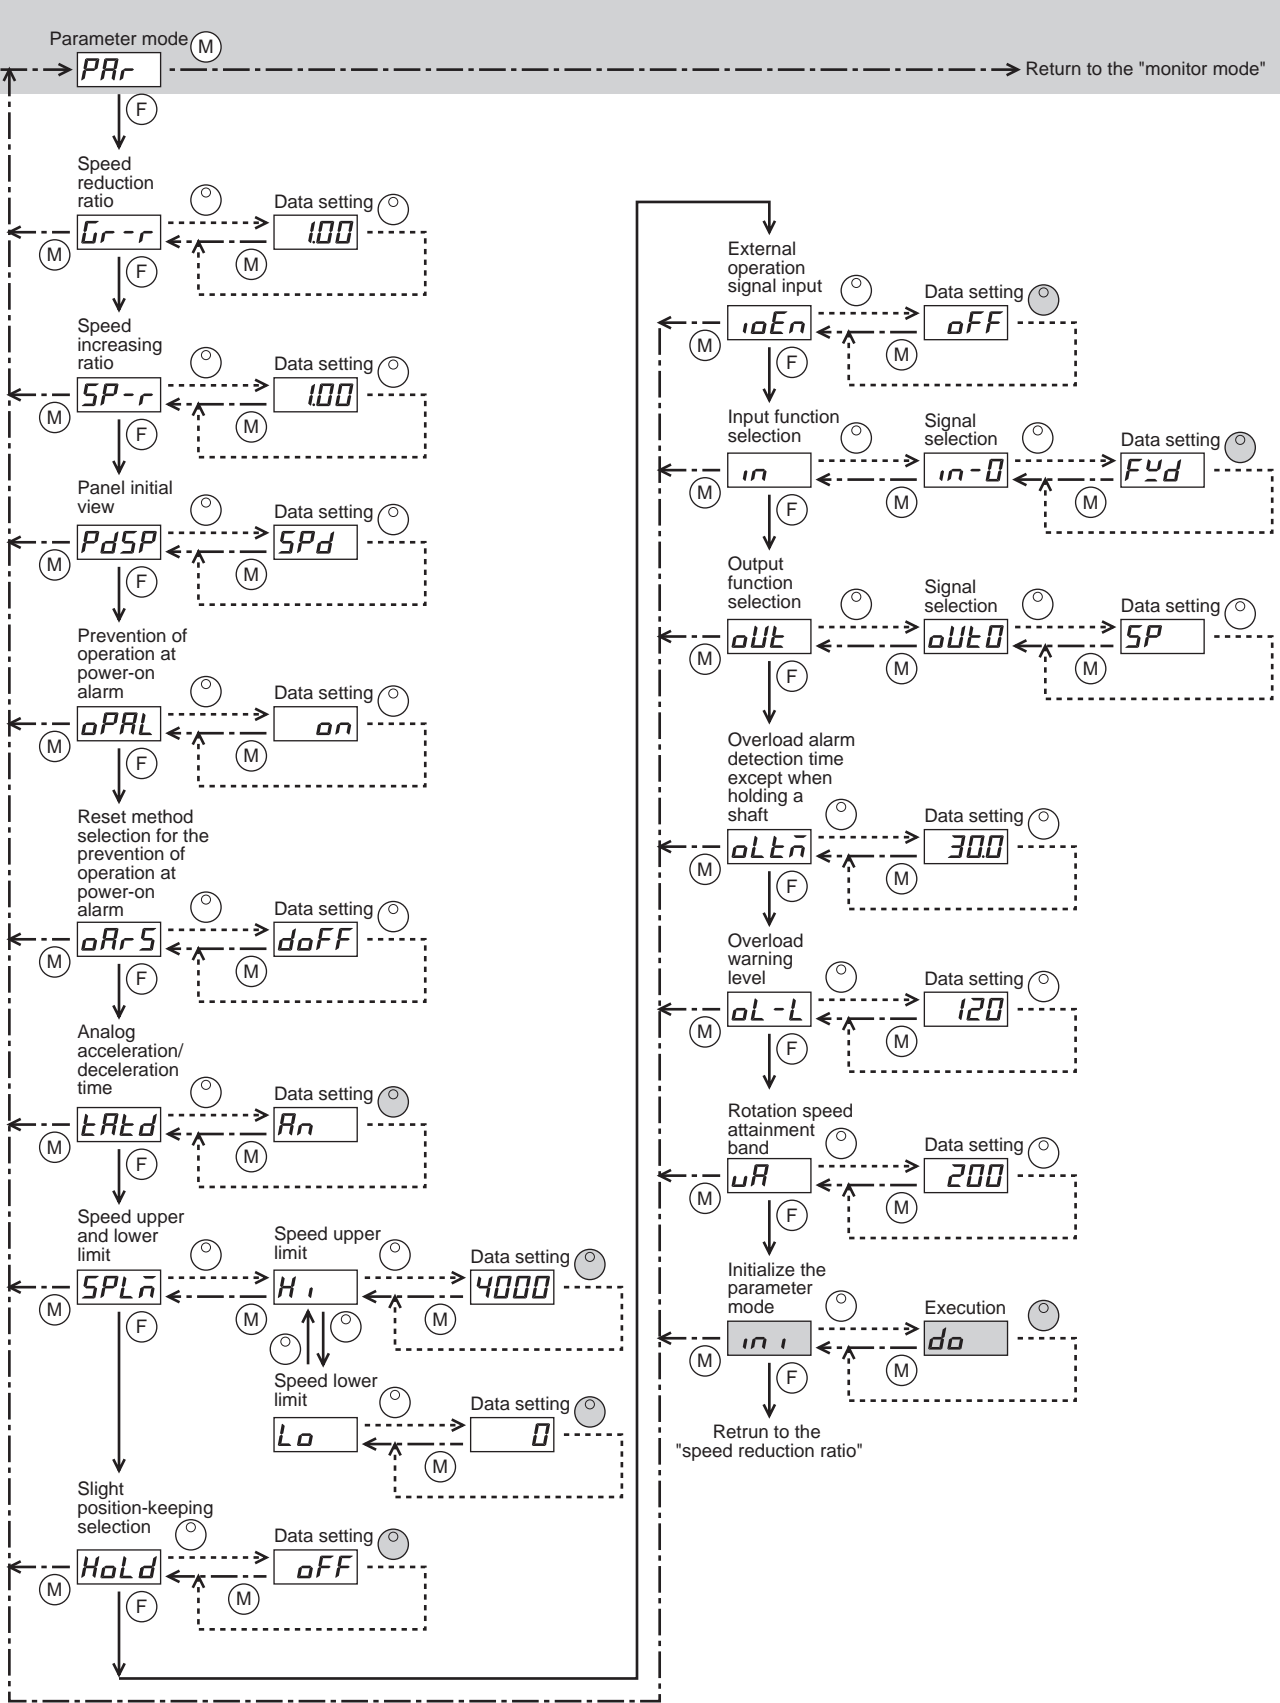 Parameter mode
M
PAr
Return to the "monitor mode"
F
Speed
reduction
ratio
Data setting
Gr-r
1.00
M
F
M
Speed
increasing
ratio
Data setting
SP-r
1.00
M
F
M
Panel initial
view
Data setting
PdSP
SPd
M
F
M
Prevention of
operation at
power-on
alarm
Data setting
oPAL
on
M
F
M
Reset method
selection for the
prevention of
operation at
power-on
alarm
Data setting
oArS
doFF
M
F
M
Analog
acceleration/
deceleration
time
Data setting
tAtd
An
M
F
M
Speed upper
and lower
limit
Speed upper
limit
Data setting
SPLm
Hi
4000
M
F
M
M
Speed lower
limit
Data setting
Lo
0
M
Slight
position-keeping
selection
Data setting
HoLd
oFF
M
F
M
External
operation
signal input
Data setting
ioEn
oFF
M
F
M
Input function
selection
Signal
selection
Data setting
in
in-0
Fwd
M
F
M
M
Output
function
selection
Signal
selection
Data setting
oUt
oUt0
SP
M
F
M
M
Overload alarm
detection time
except when
holding a
shaft
Data setting
oLtm
30.0
M
F
M
Overload
warning
level
Data setting
oL-L
120
M
F
M
Rotation speed
attainment
band
Data setting
vA
200
M
F
M
Initialize the
parameter
mode
Execution
ini
do
M
F
M
Retrun to the
"speed reduction ratio"